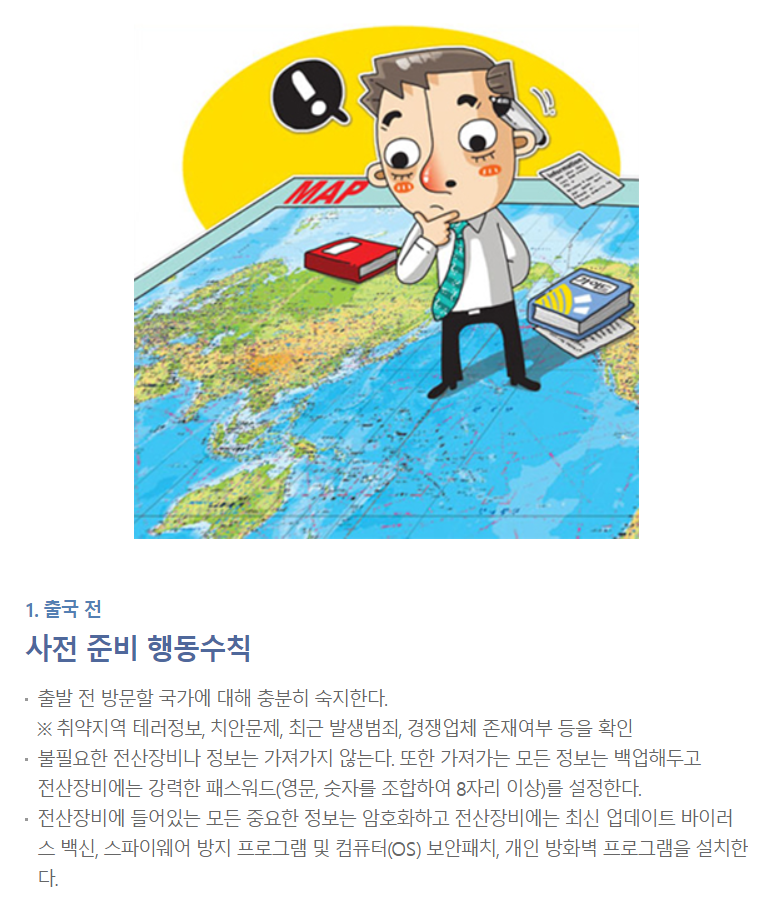 !
MAP
Information
가이드
1. 출국 전
사전 준비 행동수칙
· 출발 전 방문할 국가에 대해 충분히 숙지한다.
※ 취약지역 테러정보, 치안문제, 최근 발생범죄, 경쟁업체 존재여부 등을 확인
· 불필요한 전산장비나 정보는 가져가지 않는다. 또한 가져가는 모든 정보는 백업해두고
전산장비에는 강력한 패스워드(영문, 숫자를 조합하여 8자리 이상)를 설정한다.
· 전산장비에 들어있는 모든 중요한 정보는 암호화하고 전산장비에는 최신 업데이트 바이러
스 백신, 스파이웨어 방지 프로그램 및 컴퓨터(OS) 보안패치, 개인 방화벽 프로그램을 설치한
다.